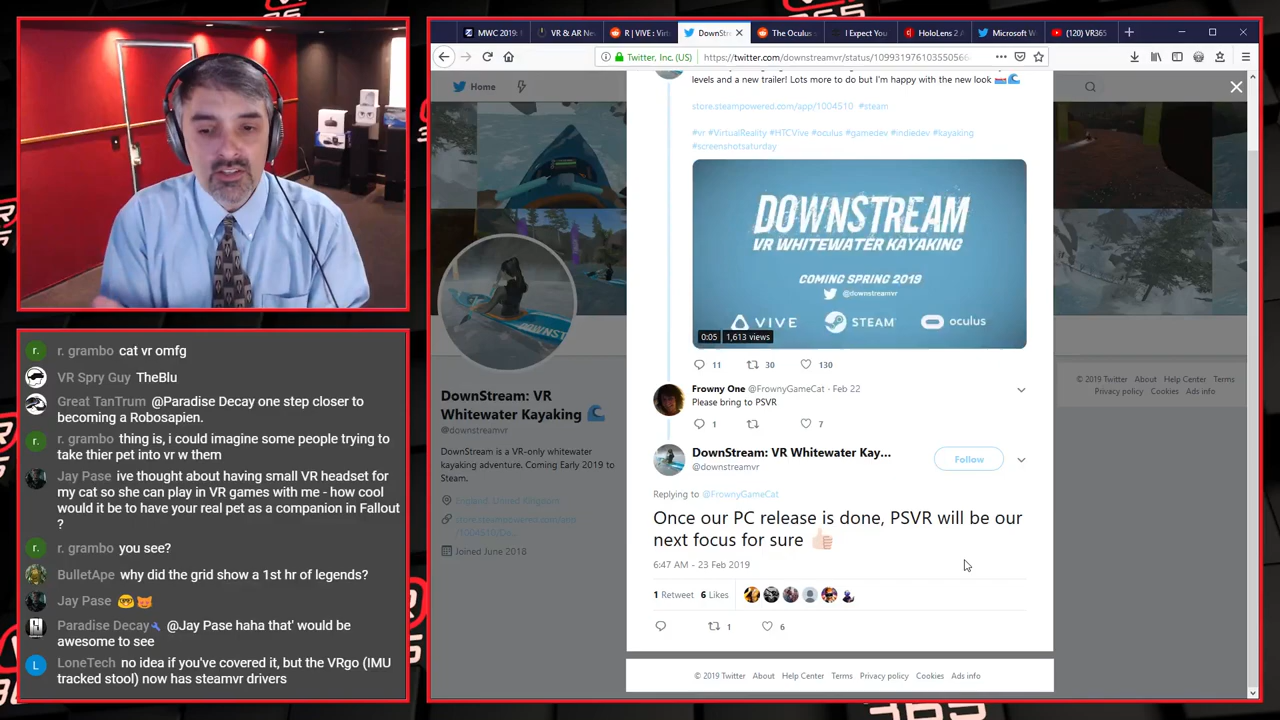 MWC 2019:
VR & AR Ne
R | VIVE : Virt
DownStre
The Oculus s
I Expect You
HoloLens 2 A
Microsoft W
(120) VR365
Twitter, Inc. (US)
https://twitter.com/downstreamvr/status/1099319761035505 66
Home
levels and a new trailer! Lots more to do but I'm happy with the new look
store.steampowered.com/app/1004510 #steam
#vr #VirtualReality #HTCVive #oculus #gamedev #indiedev #kayaking
#screenshotsaturday
DOWNSTREAM
VR WHITEWATER KAYAKING
COMING SPRING 2019
@downstreamvr
VIVE
STEAM
oculus
0:05
1,613 views
11 30 130
Frowny One @FrownyGameCat · Feb 22
Please bring to PSVR
1 7
DownStream: VR Whitewater Kay...
@downstreamvr
Follow
Replying to @FrownyGameCat
Once our PC release is done, PSVR will be our
next focus for sure 👍🏻
6:47 AM - 23 Feb 2019
1 Retweet 6 Likes
1 6
© 2019 Twitter About Help Center Privacy policy Cookies Ads info
DownStream: VR
Whitewater Kayaking 🌊
@downstreamvr
DownStream is a VR-only whitewater
kayaking adventure. Coming Early 2019 to
Steam.
England, United Kingdom
store.steampowered.com
/1004510/Do...
Joined June 2018
© 2019 Twitter About Help Center Terms
Privacy policy Cookies Ads info
r. grambo cat vr omfg
VR Spry Guy TheBlu
Great TanTrum @Paradise Decay one step closer to
becoming a Robosapien.
r. grambo thing is, i could imagine some people trying to
take thier pet into vr w them
Jay Pase ive thought about having small VR headset for
my cat so she can play in VR games with me - how cool
would it be to have your real pet as a companion in Fallout
?
r. grambo you see?
BulletApe why did the grid show a 1st hr of legends?
Jay Pase
Paradise Decay @Jay Pase haha that' would be
awesome to see
LoneTech no idea if you've covered it, but the VRgo (IMU
tracked stool) now has steamvr drivers